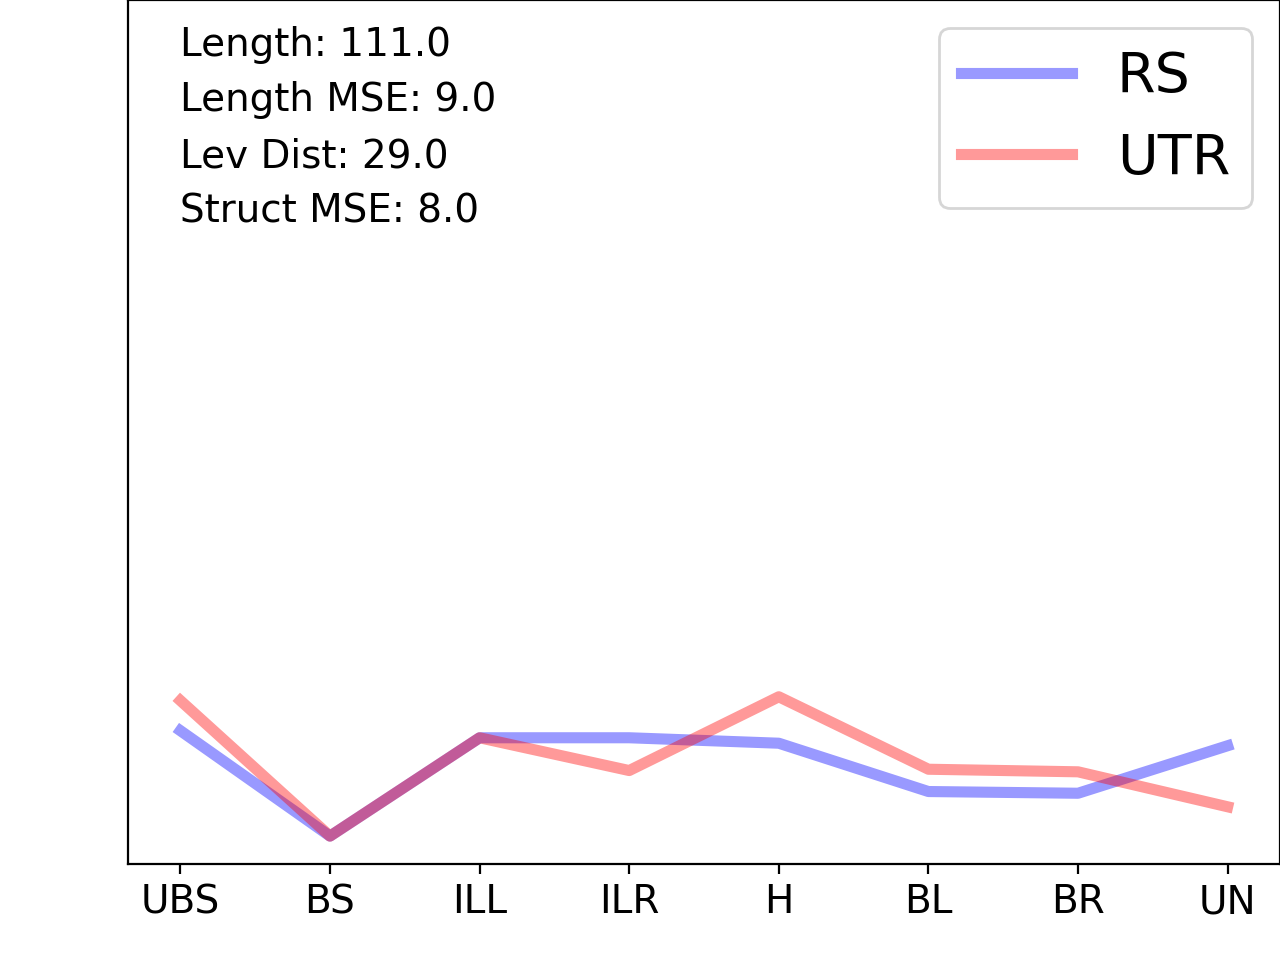 Length: 111.0
Length MSE: 9.0
Lev Dist: 29.0
Struct MSE: 8.0
RS
UTR
UBS BS ILL ILR H BL BR UN